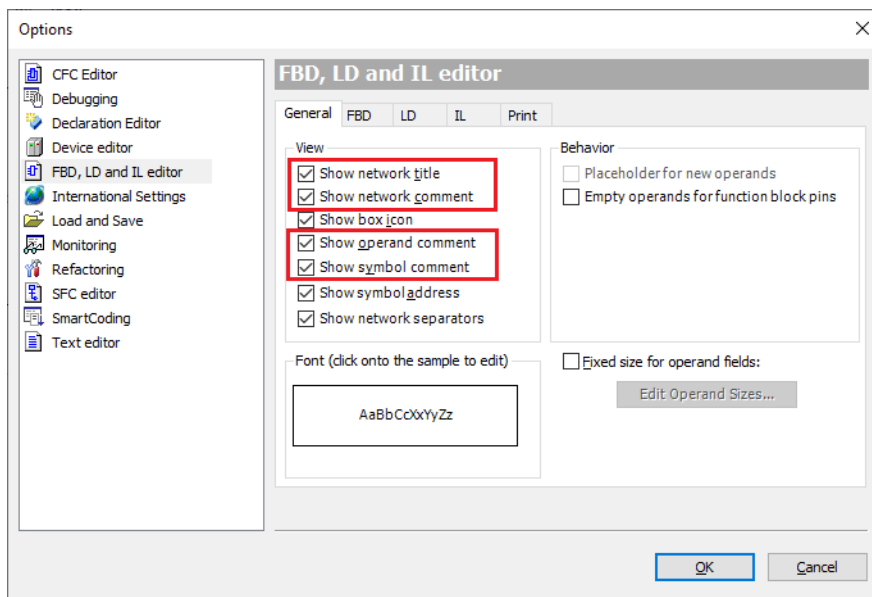 Options
CFC Editor
Debugging
Declaration Editor
Device editor
FBD, LD and IL editor
International Settings
Load and Save
Monitoring
Refactoring
SFC editor
SmartCoding
Text editor
FBD, LD and IL editor
General FBD LD IL Print
View
Show network title
Show network comment
Show box icon
Show operand comment
Show symbol comment
Show symbol address
Show network separators
Behavior
Placeholder for new operands
Empty operands for function block pins
Font (click onto the sample to edit)
AaBbCcXxYyZz
Fixed size for operand fields:
Edit Operand Sizes...
OK Cancel